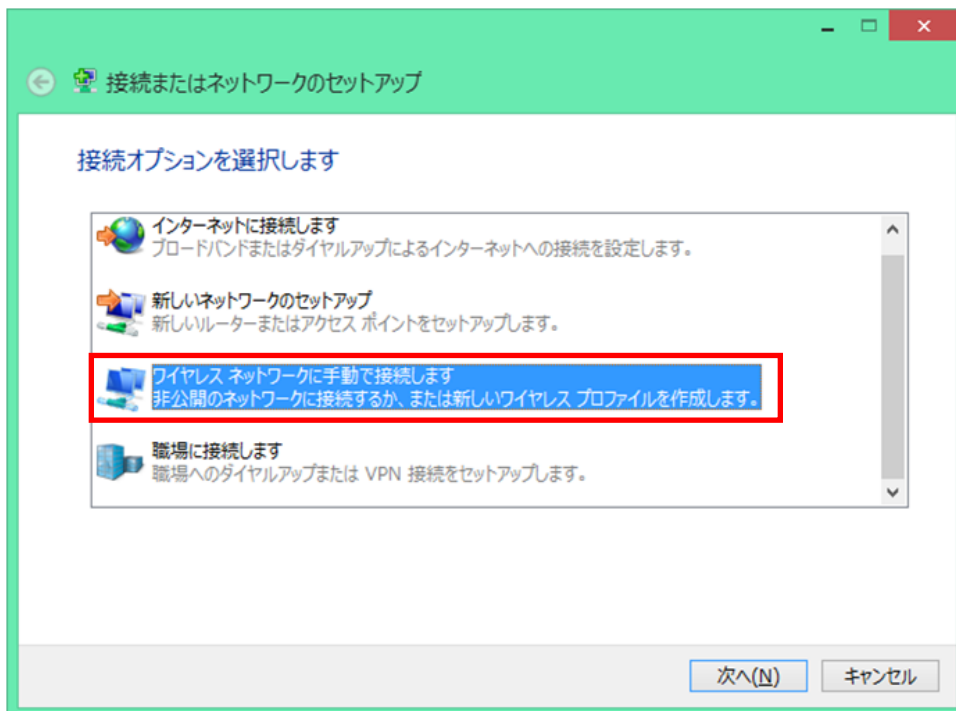 接続またはネットワークのセットアップ
接続オプションを選択します
インターネットに接続します
ブロードバンドまたはダイヤルアップによるインターネットへの接続を設定します。
新しいネットワークのセットアップ
新しいルーターまたはアクセス ポイントをセットアップします。
ワイヤレス ネットワークに手動で接続します
非公開のネットワークに接続するか、または新しいワイヤレス プロファイルを作成します。
職場に接続します
職場へのダイヤルアップまたは VPN 接続をセットアップします。
次へ(N) キャンセル